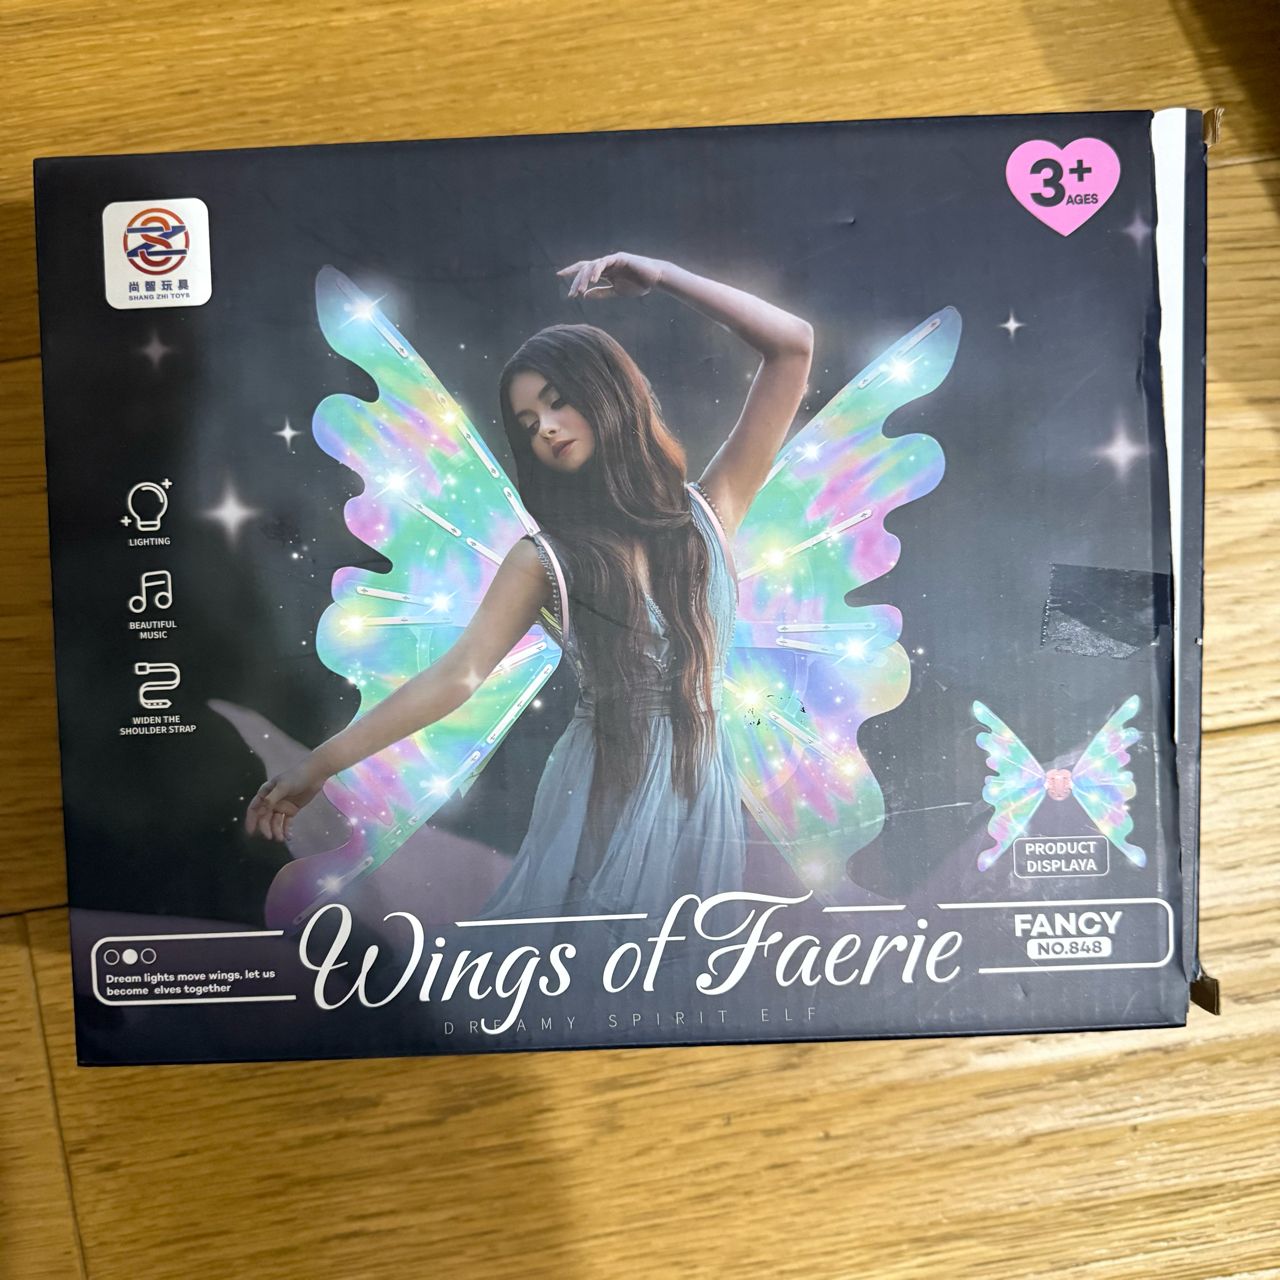 尚智玩具
SHANG ZHI TOYS
3+
AGES
LIGHTING
BEAUTIFUL
MUSIC
WIDEN THE
SHOULDER STRAP
PRODUCT
DISPLAYA
Dream lights move wings, let us
become elves together
Wings of Faerie
DREAMY SPIRIT ELF
FANCY
NO.848